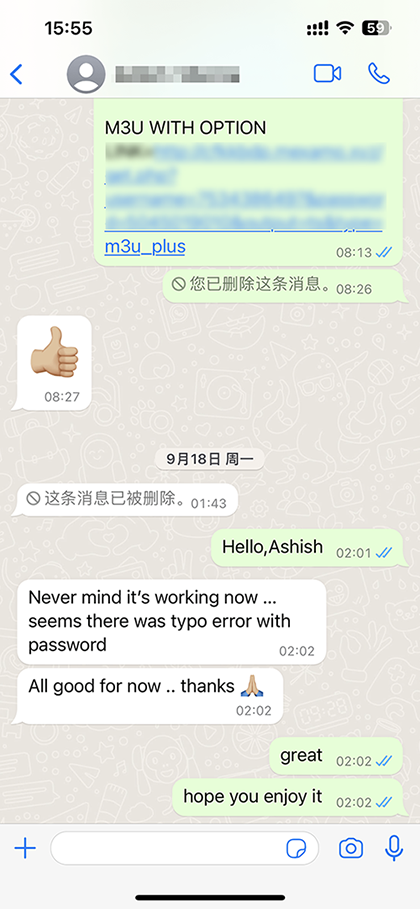 15:55
59
M3U WITH OPTION
m3u_plus
08:13
您已删除这条消息。 08:26
08:27
9月18日 周一
这条消息已被删除。 01:43
Hello,Ashish 02:01
Never mind it's working now ...
seems there was typo error with
password
02:02
All good for now .. thanks 🙏🏼
02:02
great 02:02
hope you enjoy it 02:02